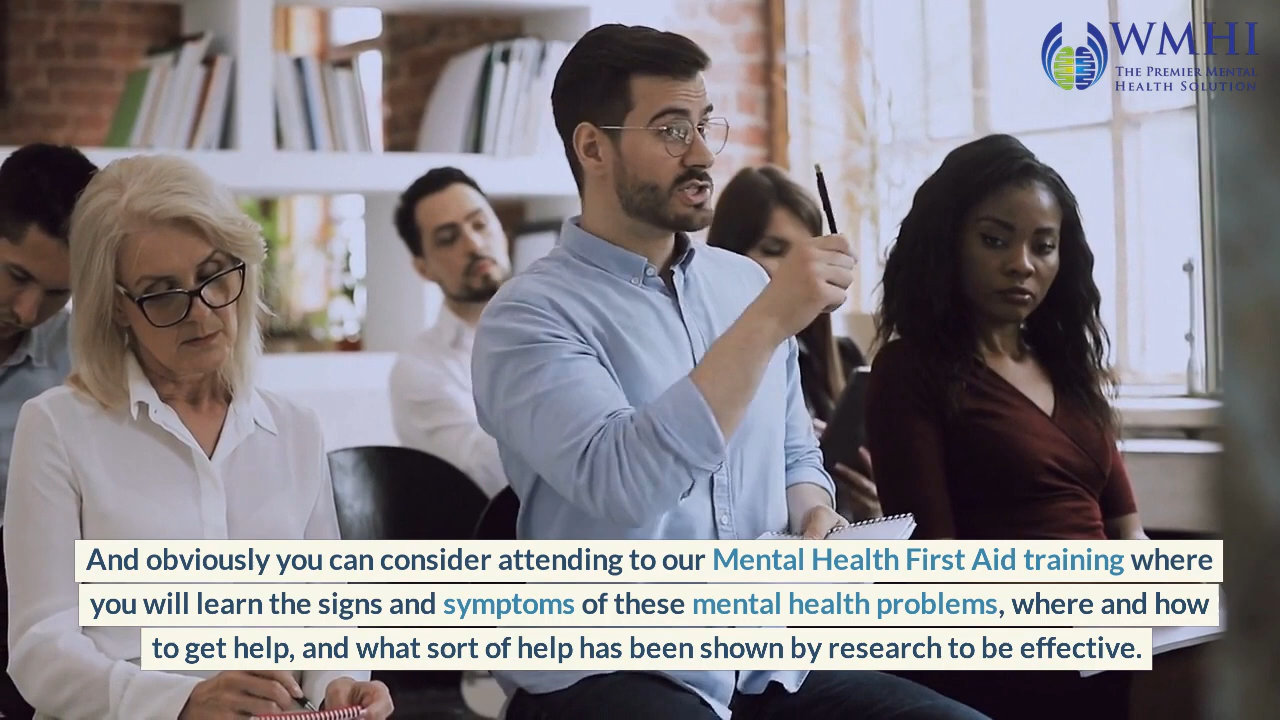 WMHI
THE PREMIER MENTAL
HEALTH SOLUTION
And obviously you can consider attending to our Mental Health First Aid training where
you will learn the signs and symptoms of these mental health problems, where and how
to get help, and what sort of help has been shown by research to be effective.